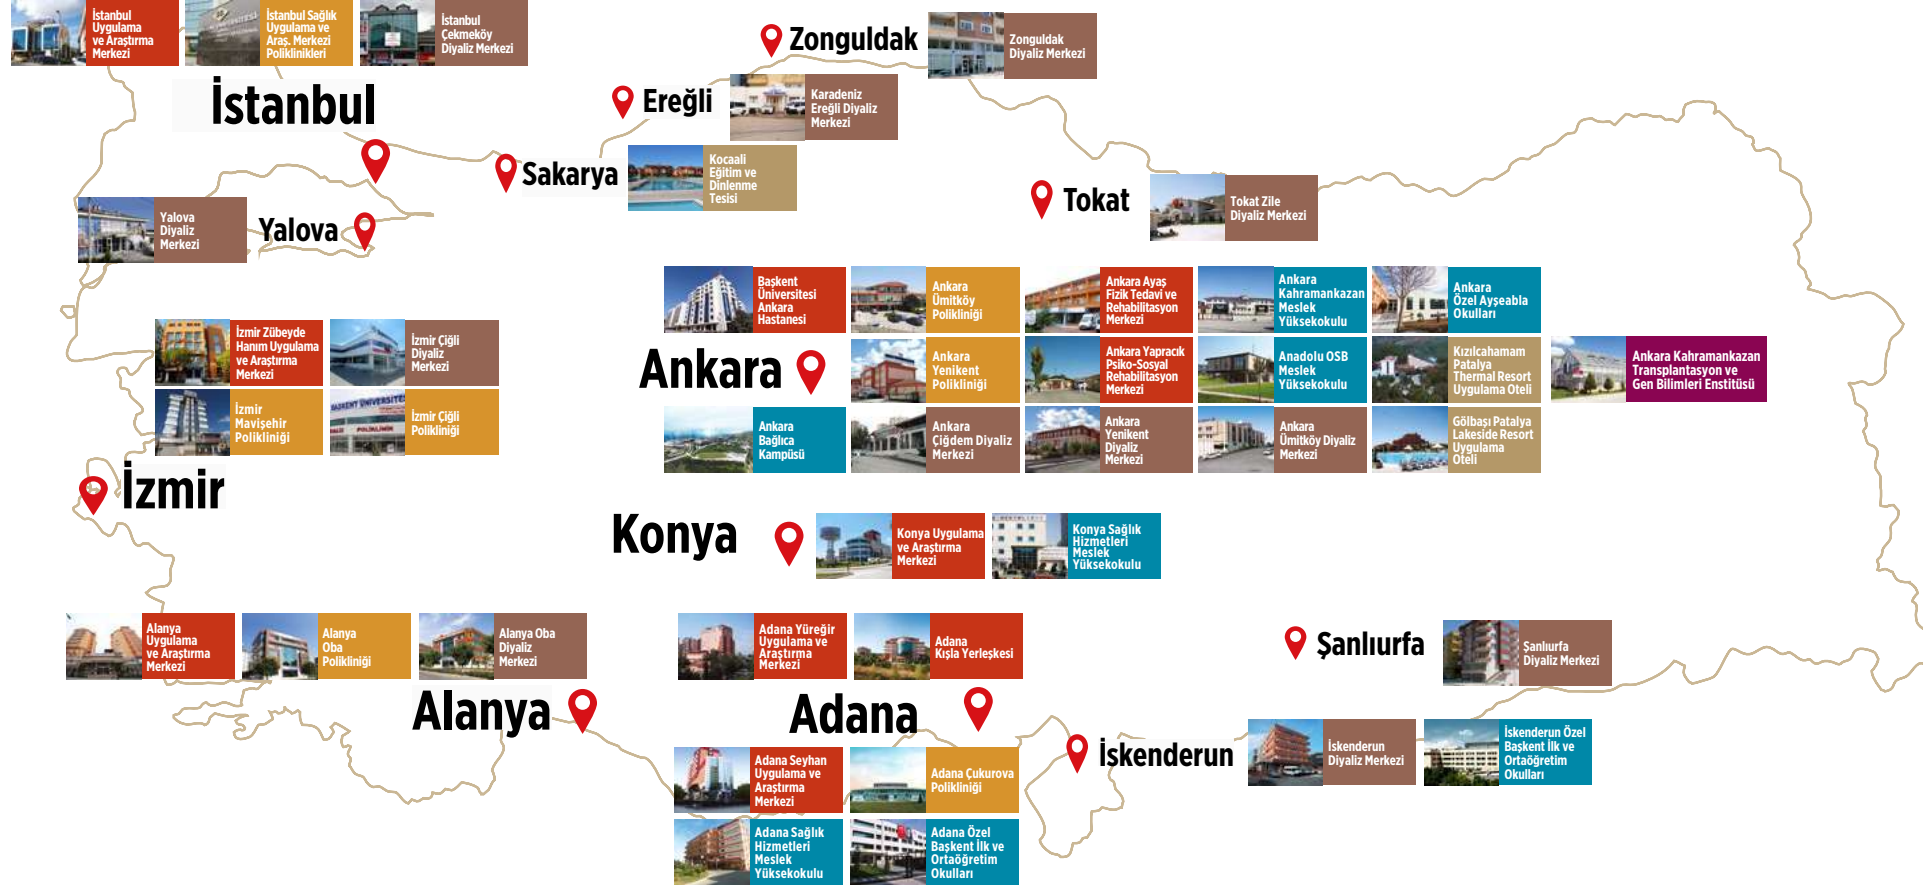 İstanbul
Uygulama
ve Araştırma
Merkezi
İstanbul Sağlık
Uygulama ve
Araş. Merkezi
Poliklinikleri
İstanbul
Çekmeköy
Diyaliz Merkezi
İstanbul
Zonguldak
Zonguldak
Diyaliz Merkezi
Ereğli
Karadeniz
Ereğli Diyaliz
Merkezi
Sakarya
Kocaali
Eğitim ve
Dinlenme
Tesisi
Tokat
Tokat Zile
Diyaliz Merkezi
Yalova
Diyaliz
Merkezi
Yalova
Başkent
Üniversitesi
Ankara
Hastanesi
Ankara
Ümitköy
Polikliniği
Ankara Ayaş
Fizik Tedavi ve
Rehabilitasyon
Merkezi
Ankara
Kahramankazan
Meslek
Yüksekokulu
Ankara
Özel Ayşeabla
Okulları
Ankara
Ankara
Yenikent
Polikliniği
Ankara Yapracık
Psiko-Sosyal
Rehabilitasyon
Merkezi
Anadolu OSB
Meslek
Yüksekokulu
Kızılcahamam
Patalya
Thermal Resort
Uygulama Oteli
Ankara Kahramankazan
Transplantasyon ve
Gen Bilimleri Enstitüsü
Ankara
Bağlıca
Kampüsü
Ankara
Çiğdem Diyaliz
Merkezi
Ankara
Yenikent
Diyaliz
Merkezi
Ankara
Ümitköy Diyaliz
Merkezi
Gölbaşı Patalya
Lakeside Resort
Uygulama
Oteli
İzmir Zübeyde
Hanım Uygulama
ve Araştırma
Merkezi
İzmir Çiğli
Diyaliz
Merkezi
İzmir
Mavişehir
Polikliniği
BAŞKENT ÜNİVERSİTESİ
POLİKLİNİK
İzmir Çiğli
Polikliniği
İzmir
Konya
Konya Uygulama
ve Araştırma
Merkezi
Konya Sağlık
Hizmetleri
Meslek
Yüksekokulu
Alanya
Uygulama
ve Araştırma
Merkezi
Alanya
Oba
Polikliniği
Alanya Oba
Diyaliz
Merkezi
Alanya
Adana Yüreğir
Uygulama ve
Araştırma
Merkezi
Adana
Kışla Yerleşkesi
Adana
Adana Seyhan
Uygulama ve
Araştırma
Merkezi
Adana Çukurova
Polikliniği
Adana Sağlık
Hizmetleri
Meslek
Yüksekokulu
Adana Özel
Başkent İlk ve
Ortaöğretim
Okulları
Şanlıurfa
Şanlıurfa
Diyaliz Merkezi
İskenderun
İskenderun
Diyaliz Merkezi
İskenderun Özel
Başkent İlk ve
Ortaöğretim
Okulları